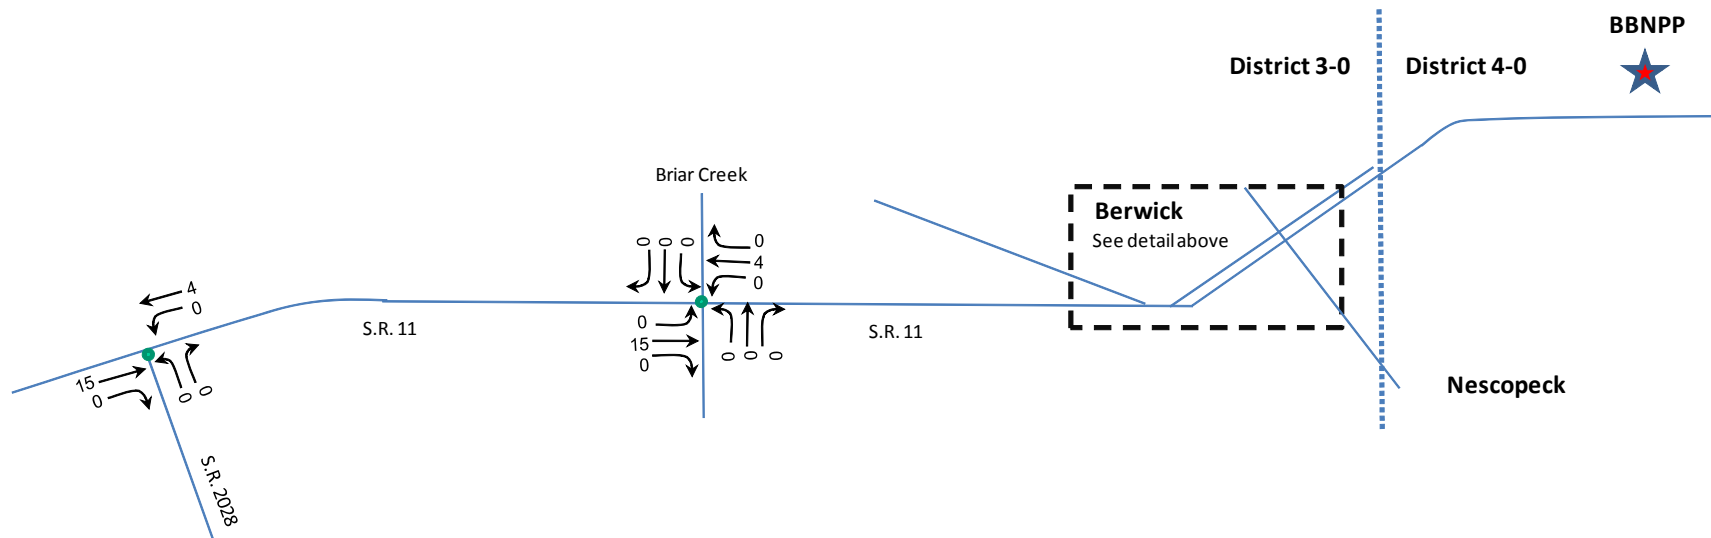 BBNPP
District 3-0
District 4-0
Briar Creek
Berwick
See detail above
0 0 0
0
4
0
4
0
S.R. 11
0
15
0
0 0 0
S.R. 11
15
0
0
0
Nescopeck
S.R. 2028